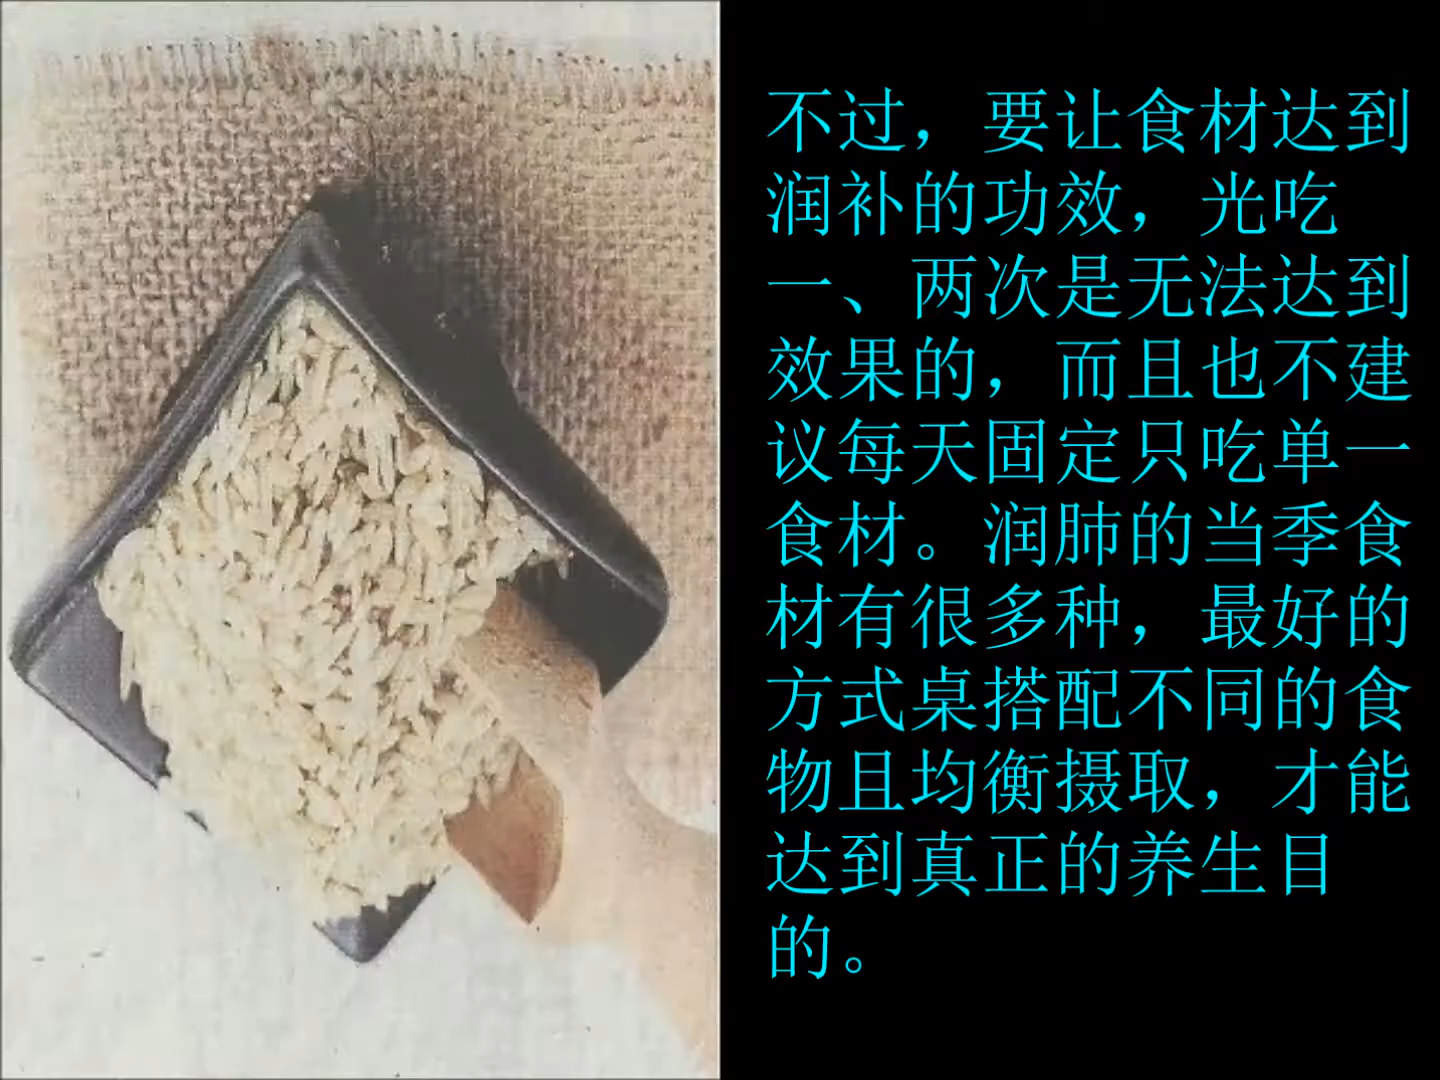 不过，要让食材达到
润补的功效，光吃
一、两次是无法达到
效果的，而且也不建
议每天固定只吃单一
食材。润肺的当季食
材有很多种，最好的
方式桌搭配不同的食
物且均衡摄取，才能
达到真正的养生目
的。